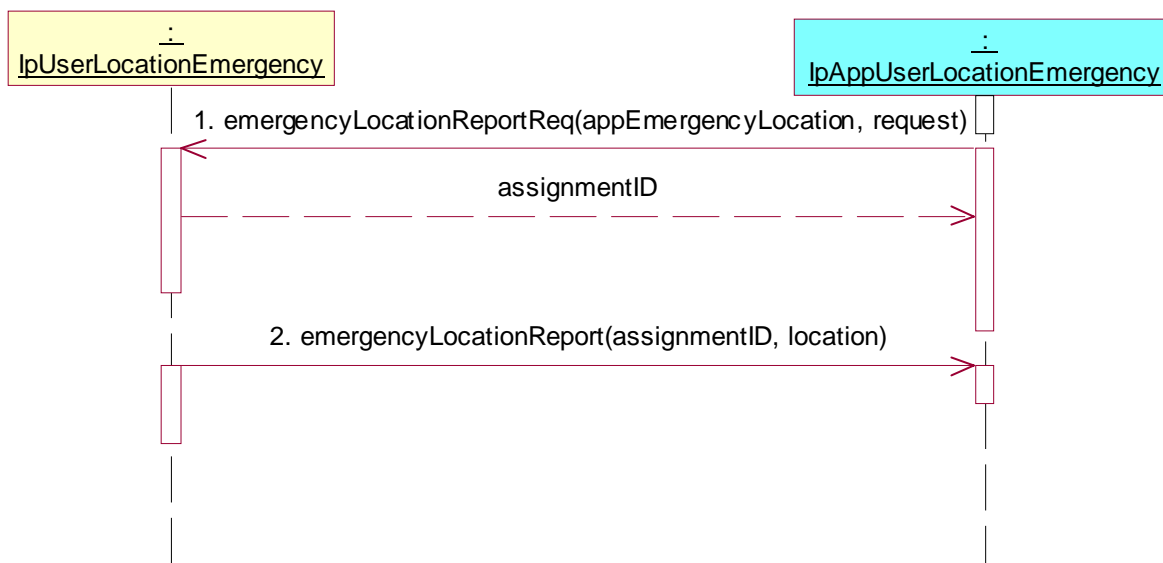 :
IpUserLocationEmergency
:
IpAppUserLocationEmergency
1. emergencyLocationReportReq(appEmergencyLocation, request)
assignmentID
2. emergencyLocationReport(assignmentID, location)